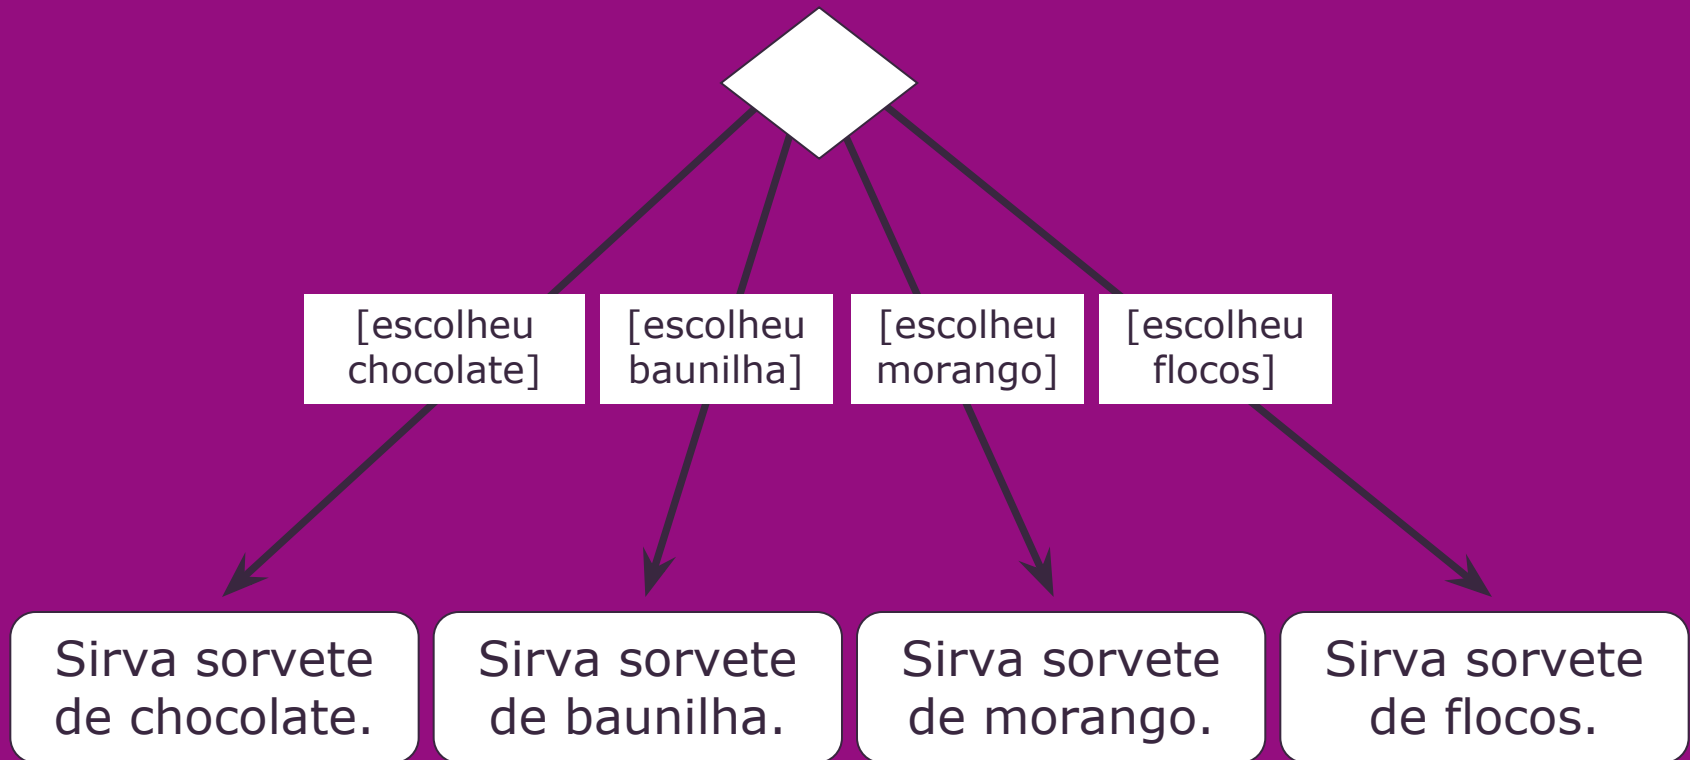 [escolheu
chocolate]
[escolheu
baunilha]
[escolheu
morango]
[escolheu
flocos]
Sirva sorvete
de chocolate.
Sirva sorvete
de baunilha.
Sirva sorvete
de morango.
Sirva sorvete
de flocos.